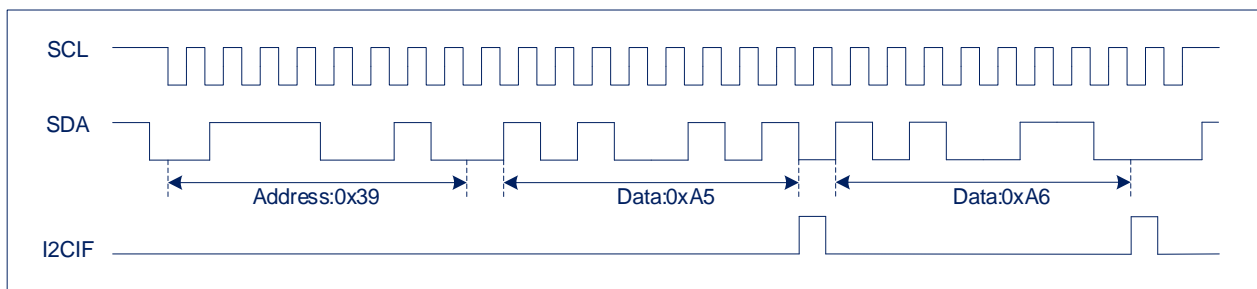 SCL
SDA
Address:0x39 Data:0xA5 Data:0xA6
I2CIF